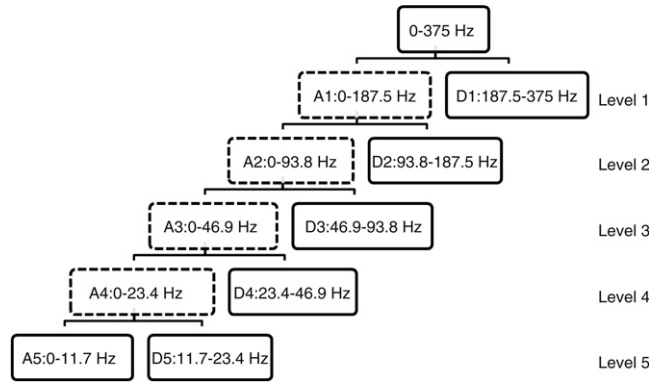 0-375 Hz
A1:0-187.5 Hz D1:187.5-375 Hz Level 1
A2:0-93.8 Hz D2:93.8-187.5 Hz Level 2
A3:0-46.9 Hz D3:46.9-93.8 Hz Level 3
A4:0-23.4 Hz D4:23.4-46.9 Hz Level 4
A5:0-11.7 Hz D5:11.7-23.4 Hz Level 5